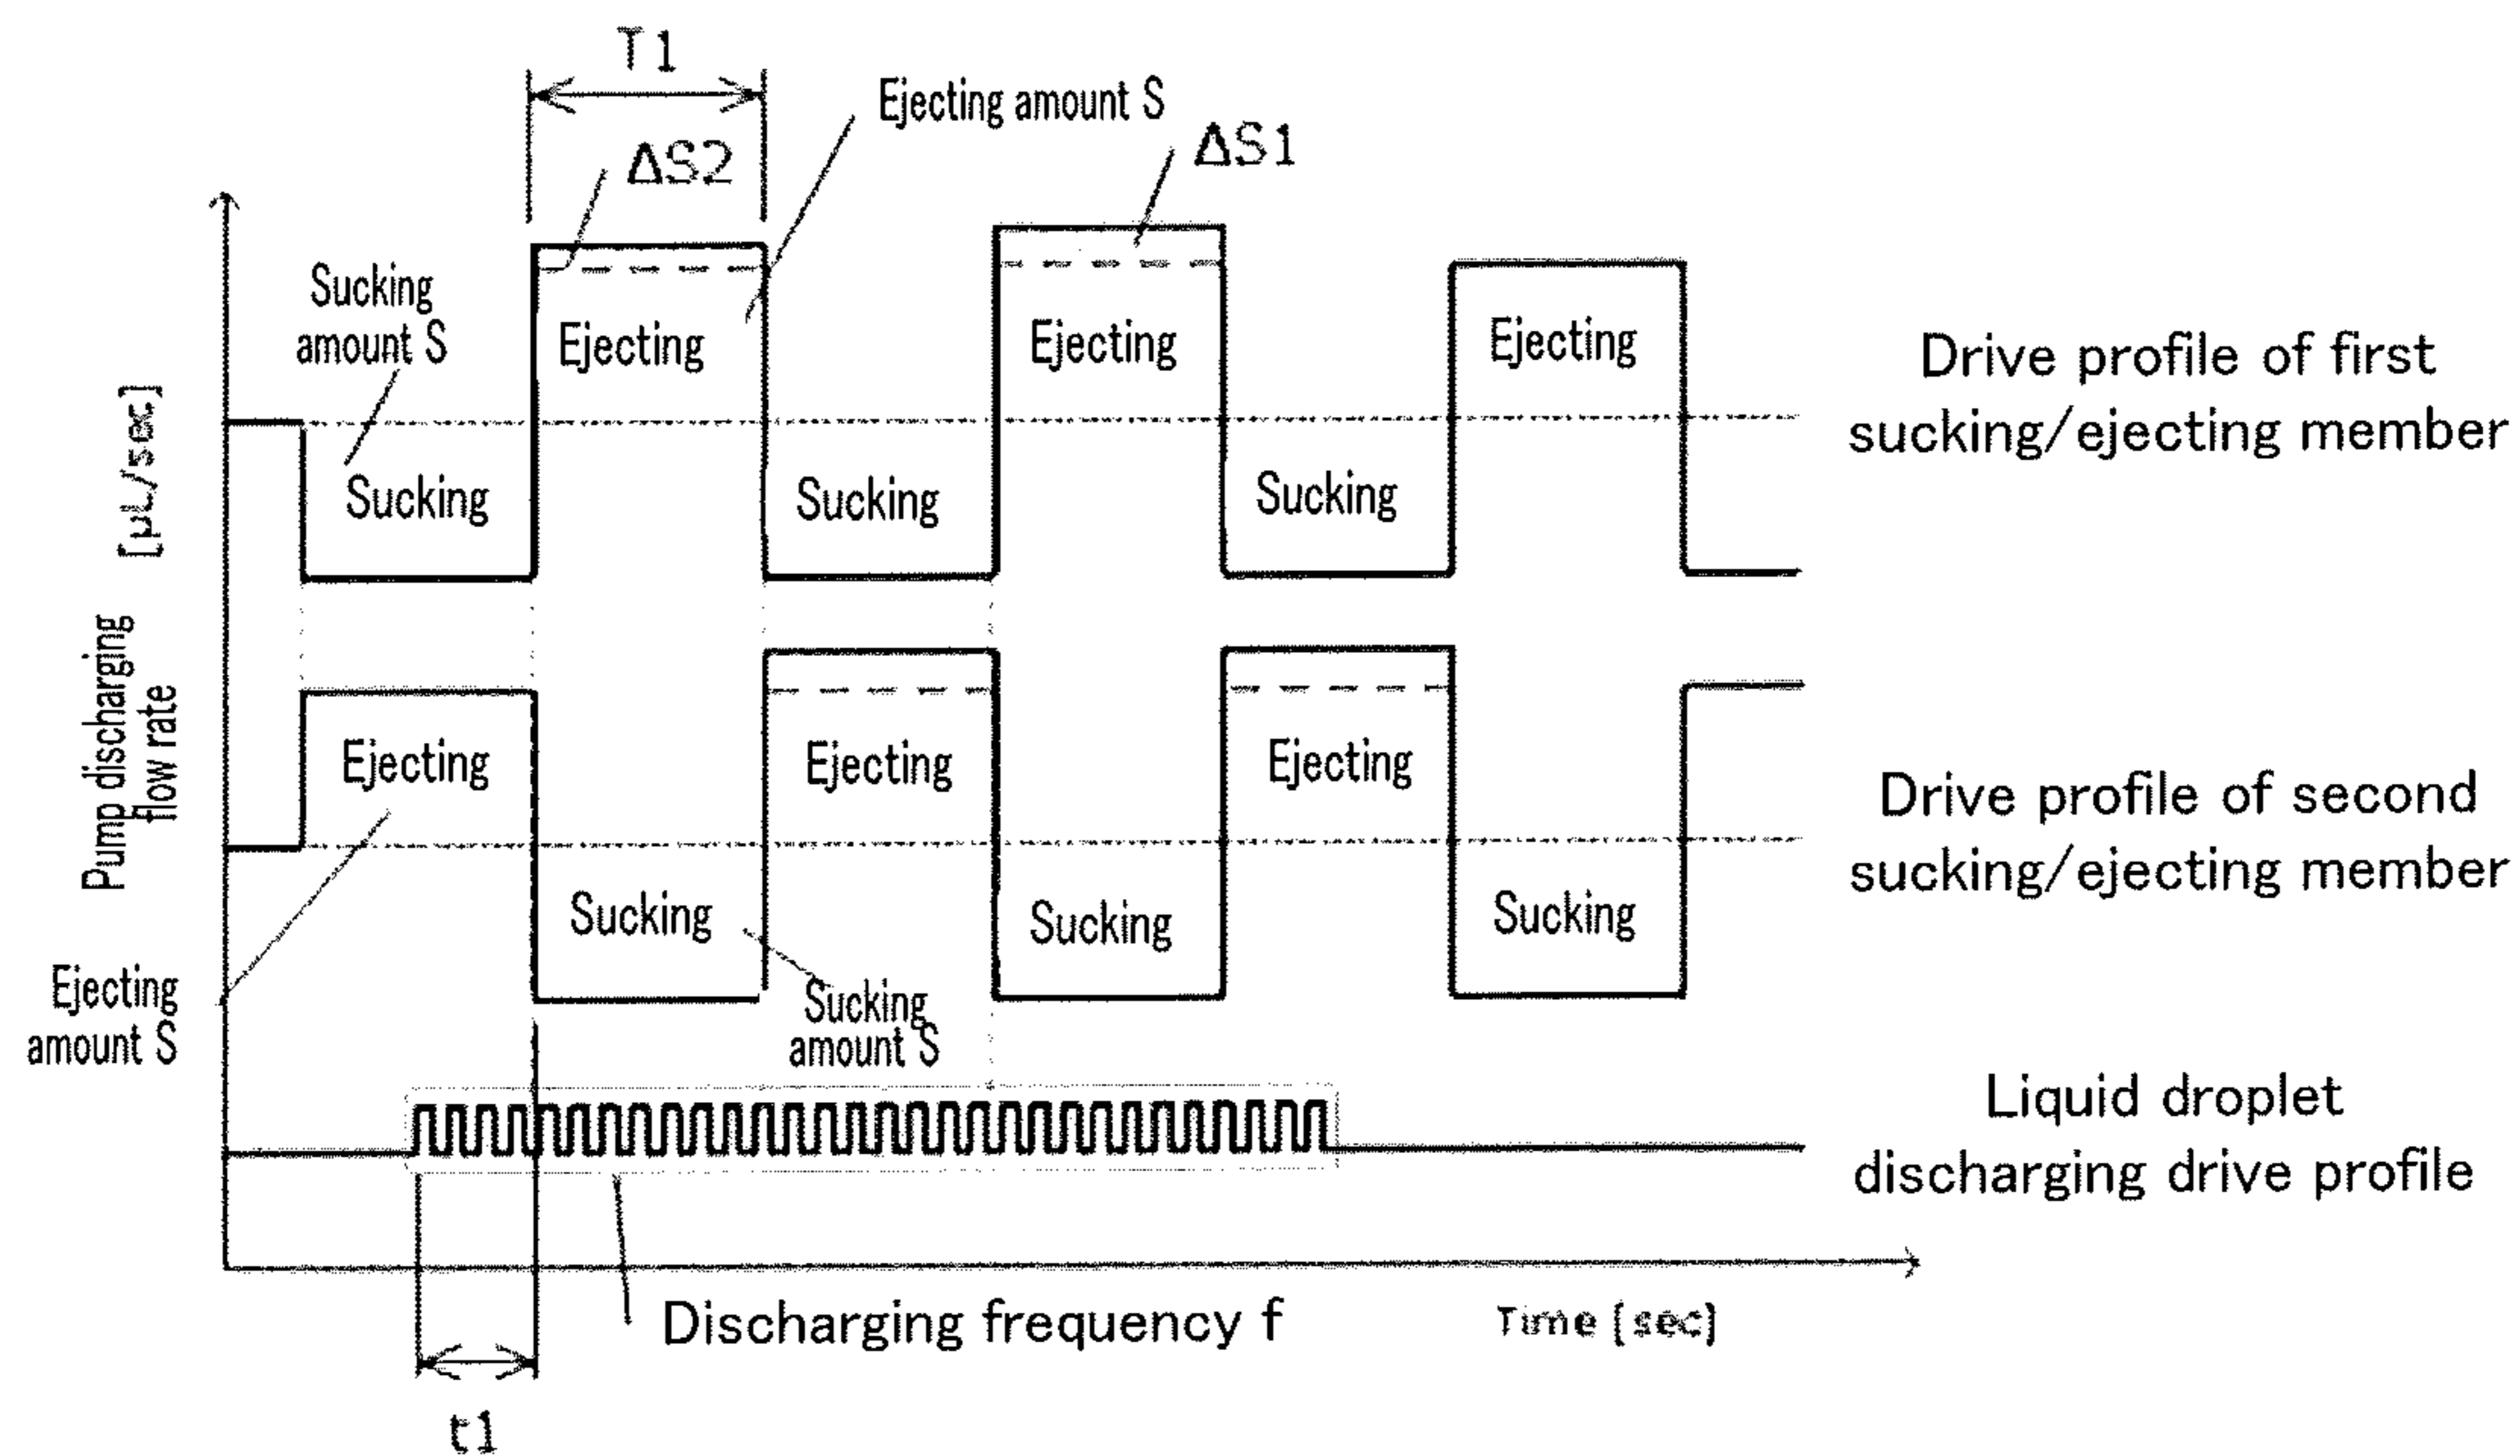 T1
Ejecting amount S
ΔS2
ΔS1
Sucking
amount S
Ejecting
Ejecting
Ejecting
Sucking
Sucking
Sucking
Drive profile of first
sucking/ejecting member
Pump discharging
flow rate
[μL/sec]
Ejecting
Ejecting
Ejecting
Sucking
Sucking
Sucking
Drive profile of second
sucking/ejecting member
Ejecting
amount S
Sucking
amount S
Liquid droplet
discharging drive profile
Discharging frequency f
Time [sec]
t1